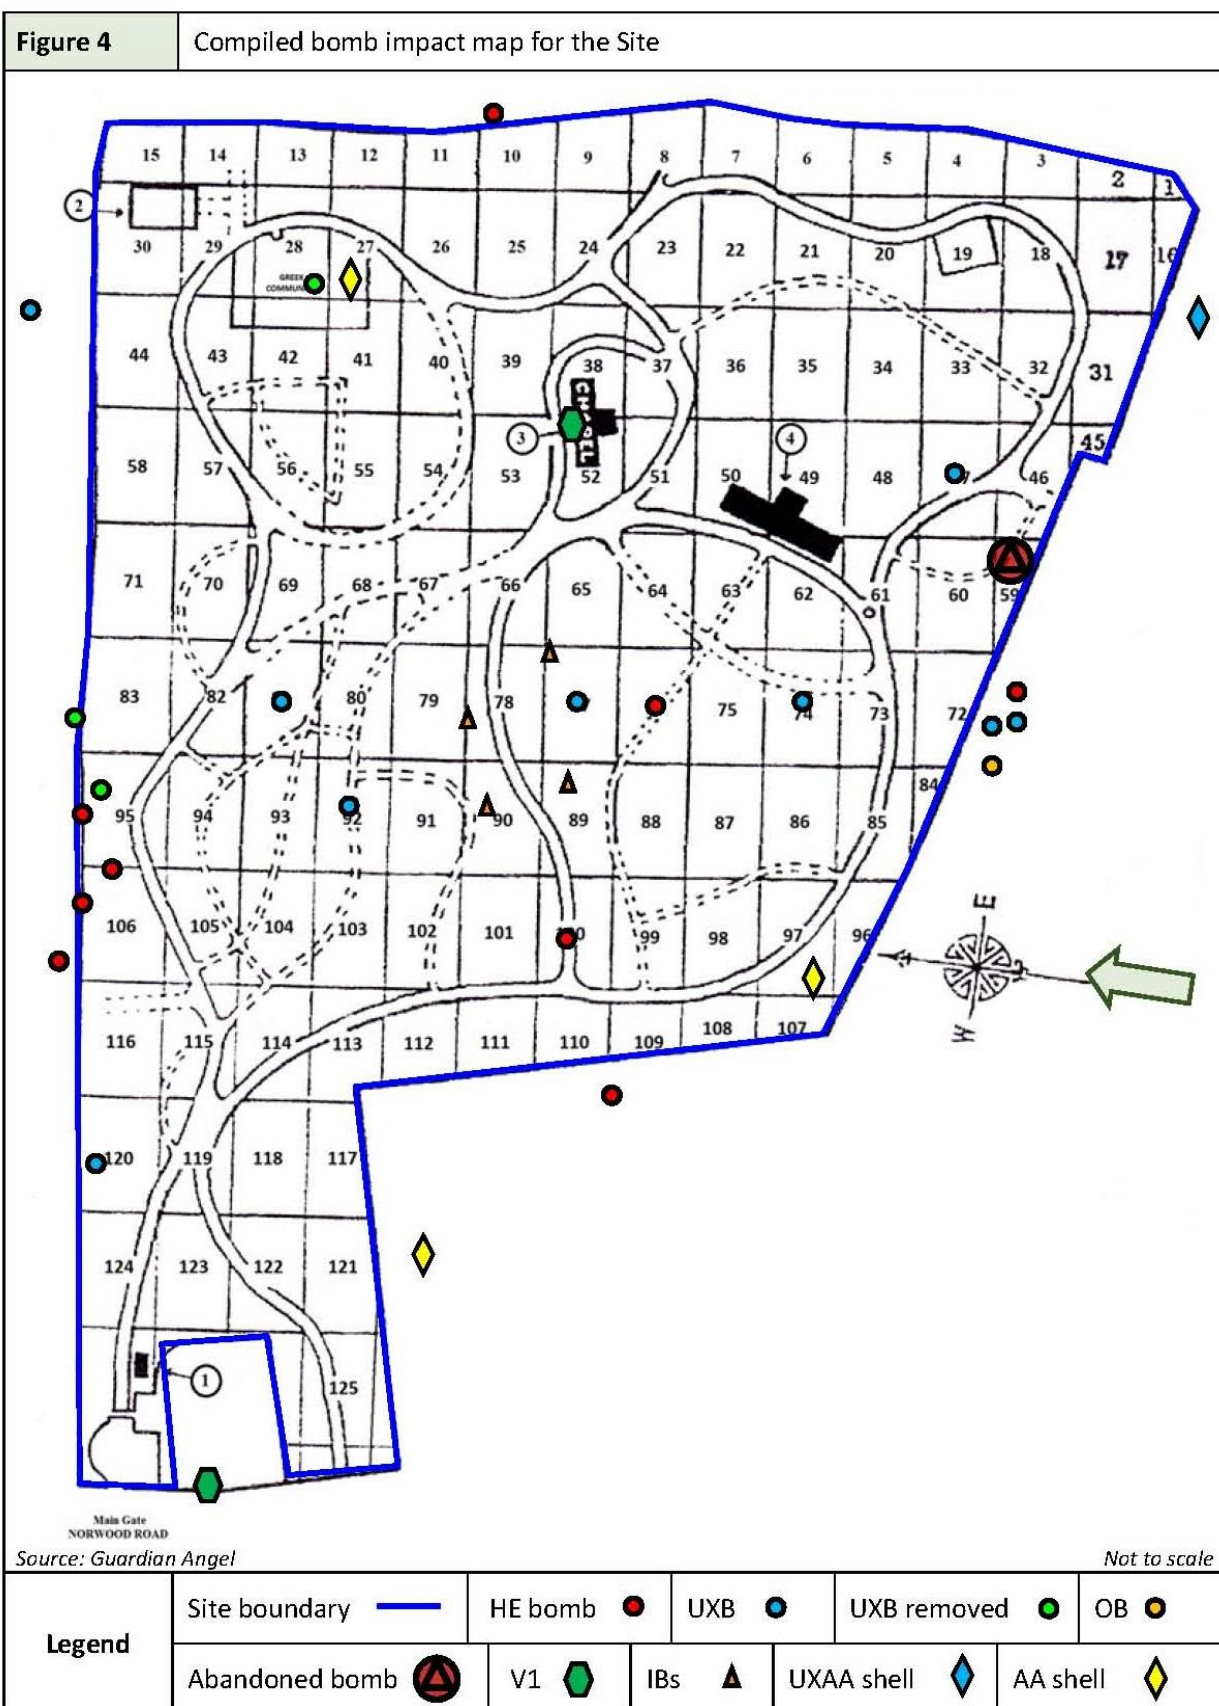 Figure 4 Compiled bomb impact map for the Site
15 14 13 12 11 10 9 8 7 6 5 4 3 2 1
2
30 29 28 27 26 25 24 23 22 21 20 19 18 17 16
GREEK
44 43 42 41 40 39 38 37 36 35 34 33 32 31
CHAPEL
3 4
45
58 57 56 55 54 53 52 51 50 49 48 46
71 70 69 68 67 66 65 64 63 62 61 60 59
83 82 80 79 78 75 74 73 72
84
95 94 93 92 91 90 89 88 87 86 85
106 105 104 103 102 101 99 98 97 96
E
W
116 115 114 113 112 111 110 109 108 107
120 119 118 117
124 123 122 121
1
125
Main Gate
NORWOOD ROAD
Source: Guardian Angel Not to scale
Legend
Site boundary HE bomb UXB UXB removed OB
Abandoned bomb V1 IBs UXAA shell AA shell